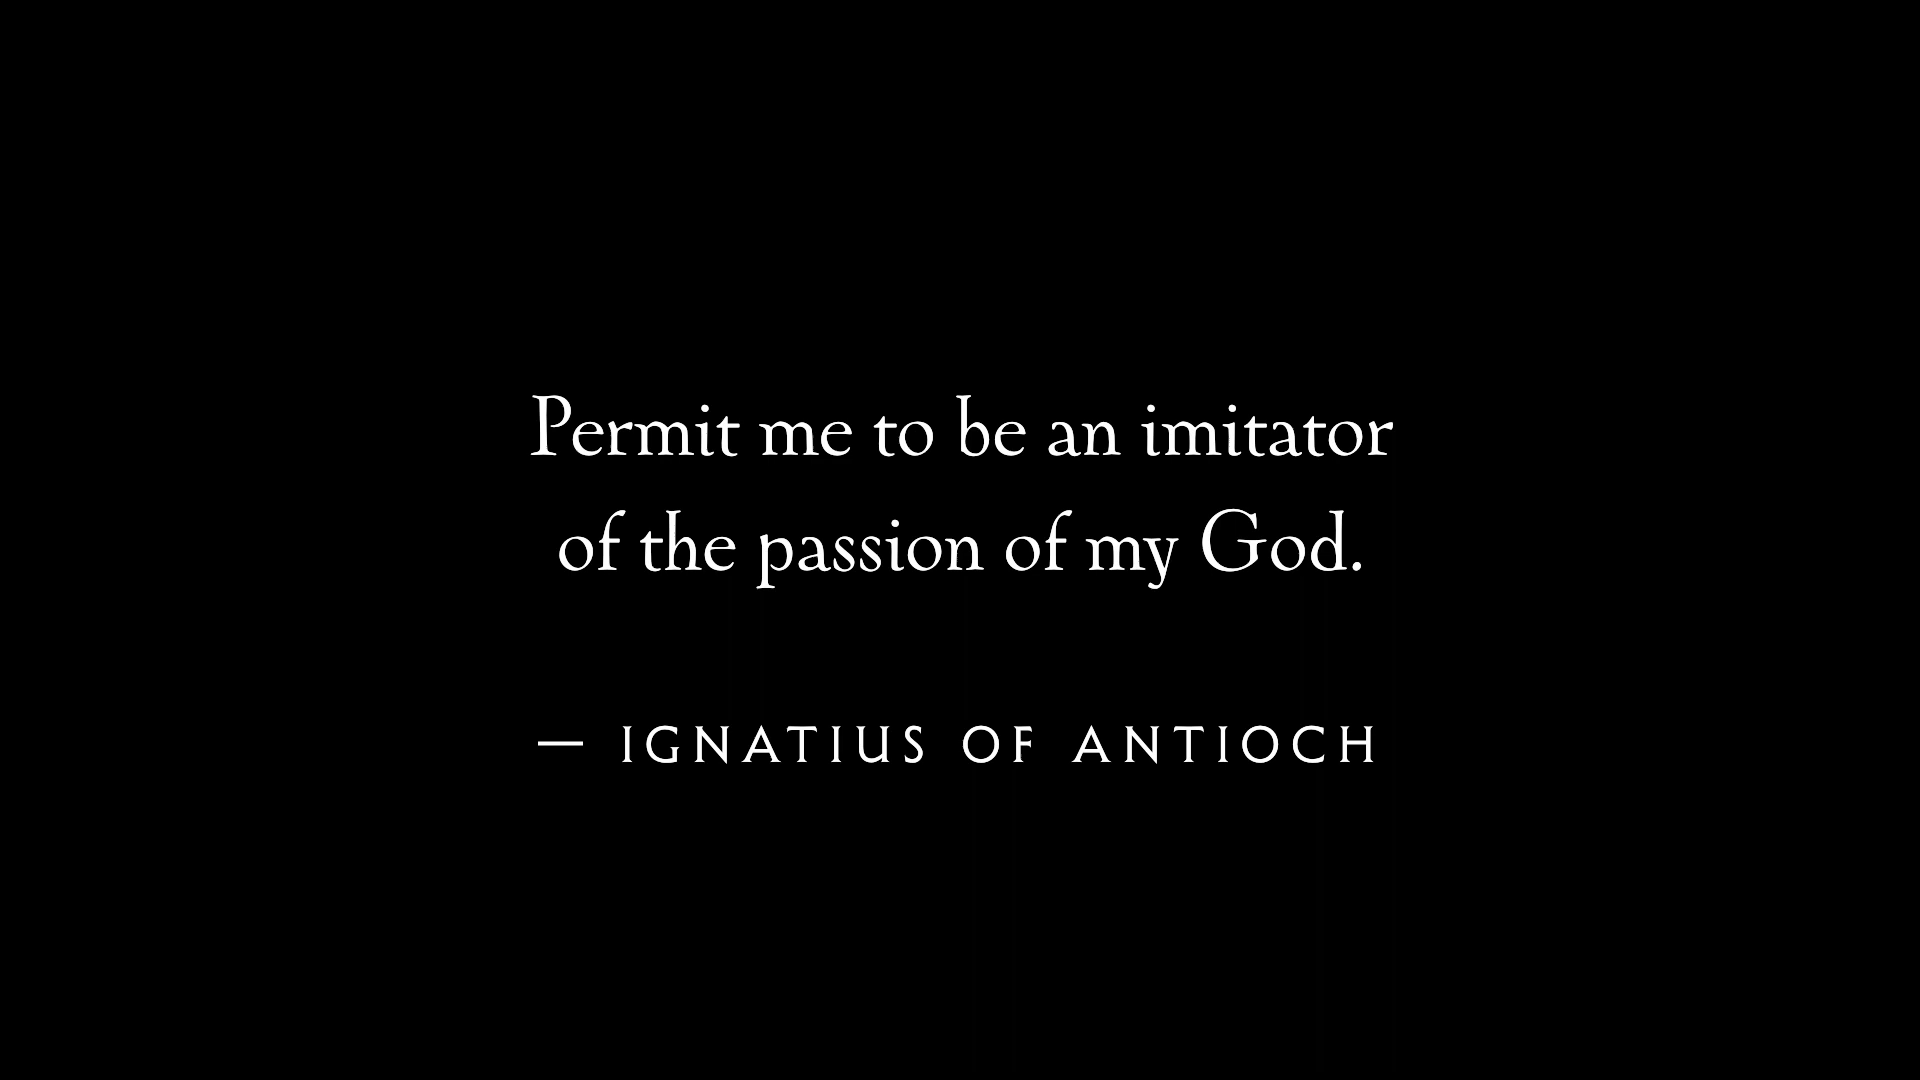 Permit me to be an imitator
of the passion of my God.
— IGNATIUS OF ANTIOCH